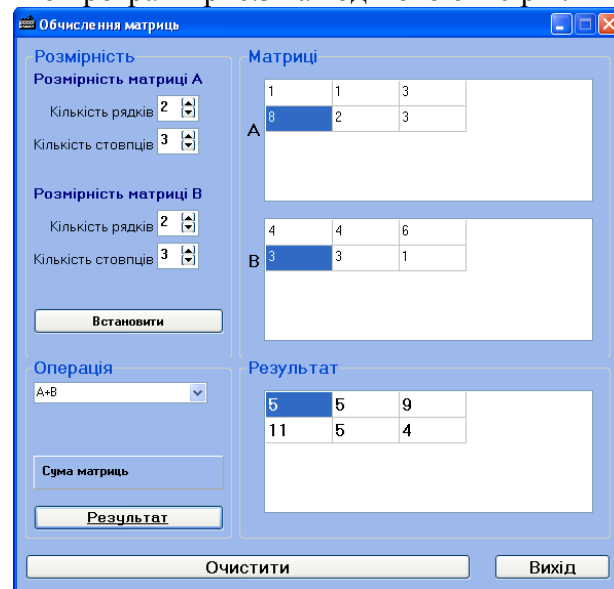 Обчислення матриць
Розмірність
Розмірність матриці А
Кількість рядків 2
Кількість стовпців 3
Розмірність матриці В
Кількість рядків 2
Кількість стовпців 3
Встановити
Матриці
А
1 1 3
8 2 3
В
4 4 6
3 3 1
Операція
А+В
Сума матриць
Результат
Результат
5 5 9
11 5 4
Очистити
Вихід